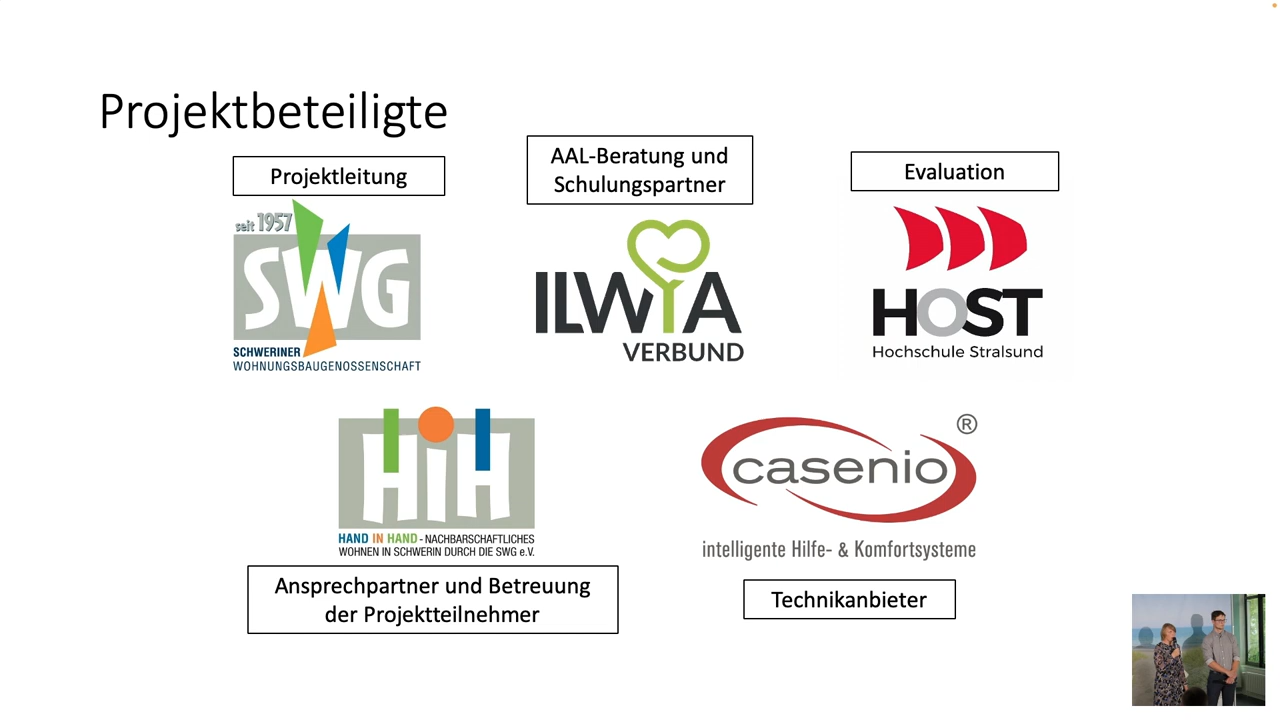 Projektbeteiligte
Projektleitung
seit 1957
SWG
SCHWERINER
WOHNUNGSBAUGENOSSENSCHAFT
AAL-Beratung und
Schulungspartner
ILWiA
VERBUND
Evaluation
HOST
Hochschule Stralsund
HiH
HAND IN HAND - NACHBARSCHAFTLICHES
WOHNEN IN SCHWERIN DURCH DIE SWG e.V.
Ansprechpartner und Betreuung
der Projektteilnehmer
casenio ®
intelligente Hilfe- & Komfortsysteme
Technikanbieter